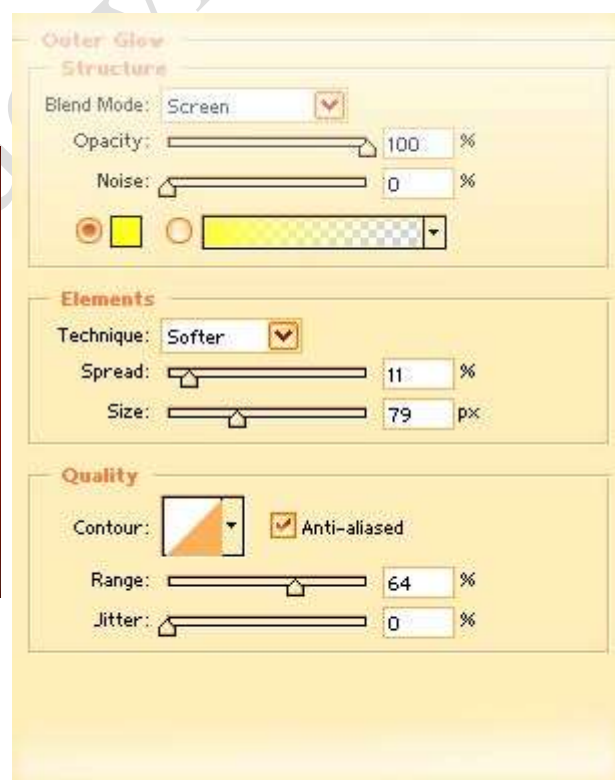 Outer Glow
Structure
Blend Mode: Screen
Opacity: 100 %
Noise: 0 %
Elements
Technique: Softer
Spread: 11 %
Size: 79 px
Quality
Contour: Anti-aliased
Range: 64 %
Jitter: 0 %